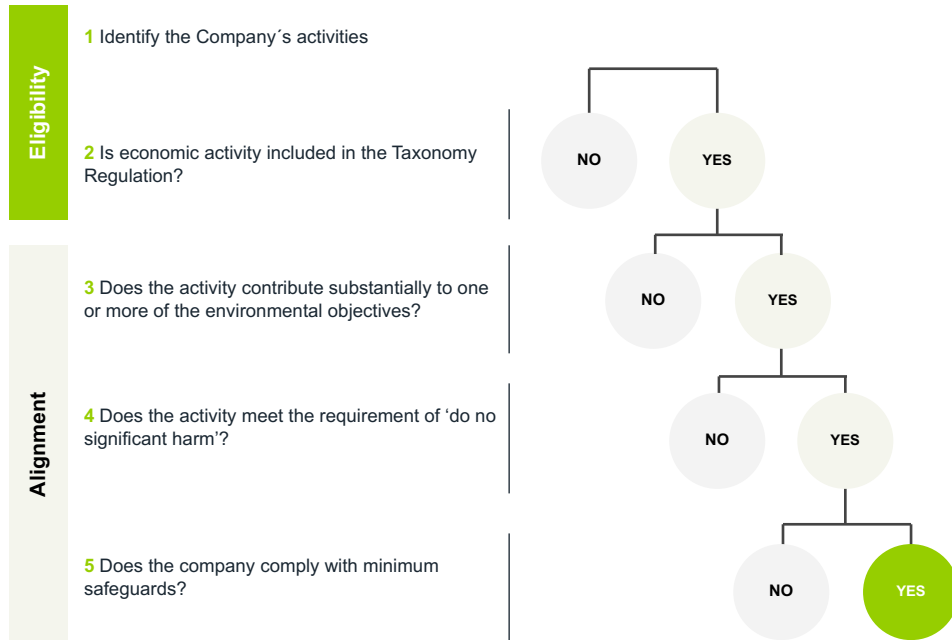 Eligibility
1 Identify the Company´s activities
2 Is economic activity included in the Taxonomy
Regulation?
NO
YES
Alignment
3 Does the activity contribute substantially to one
or more of the environmental objectives?
NO
YES
4 Does the activity meet the requirement of ‘do no
significant harm’?
NO
YES
5 Does the company comply with minimum
safeguards?
NO
YES